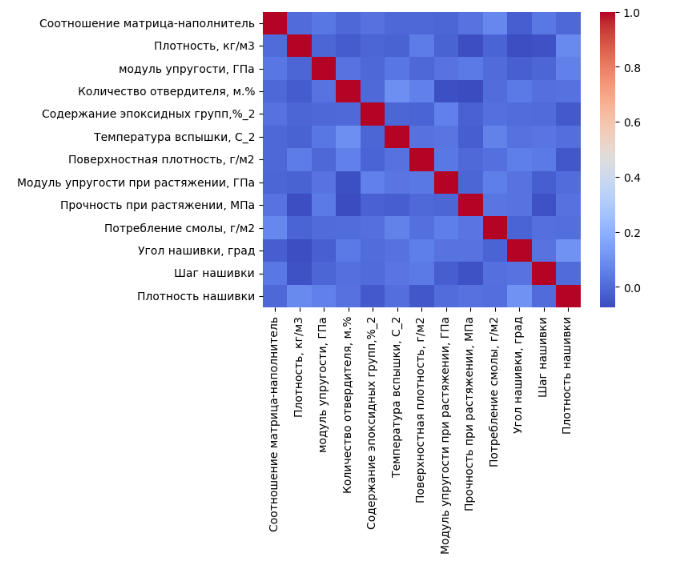 Соотношение матрица-наполнитель
Плотность, кг/м3
модуль упругости, ГПа
Количество отвердителя, м.%
Содержание эпоксидных групп,%_2
Температура вспышки, С_2
Поверхностная плотность, г/м2
Модуль упругости при растяжении, ГПа
Прочность при растяжении, МПа
Потребление смолы, г/м2
Угол нашивки, град
Шаг нашивки
Плотность нашивки
1.0
0.8
0.6
0.4
0.2
0.0
Соотношение матрица-наполнитель
Плотность, кг/м3
модуль упругости, ГПа
Количество отвердителя, м.%
Содержание эпоксидных групп,%_2
Температура вспышки, С_2
Поверхностная плотность, г/м2
Модуль упругости при растяжении, ГПа
Прочность при растяжении, МПа
Потребление смолы, г/м2
Угол нашивки, град
Шаг нашивки
Плотность нашивки